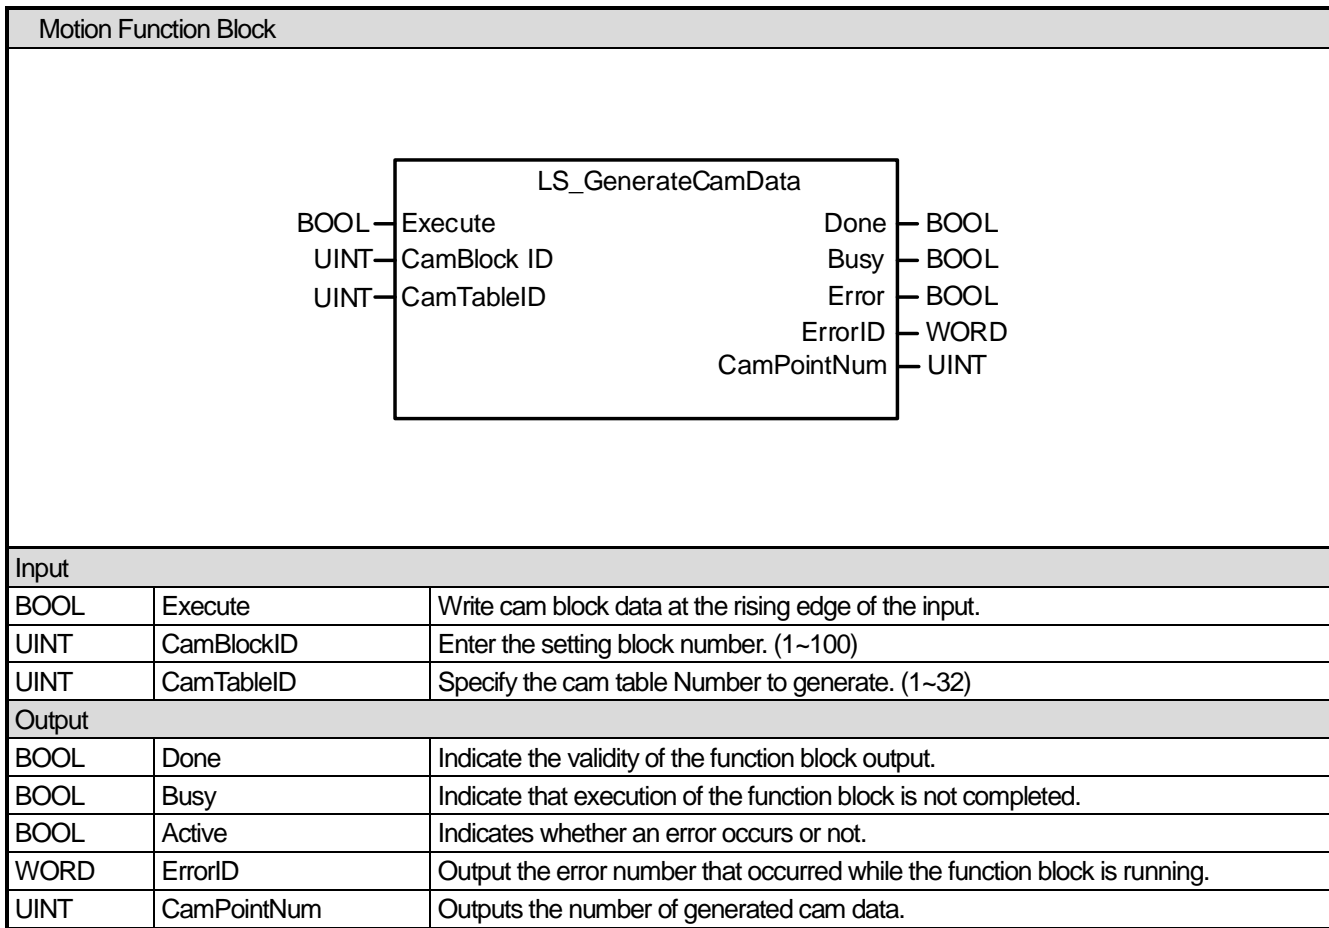 Motion Function Block
LS_GenerateCamData
BOOL Execute Done BOOL
UINT CamBlock ID Busy BOOL
UINT CamTableID Error BOOL
ErrorID WORD
CamPointNum UINT
Input
BOOL Execute Write cam block data at the rising edge of the input.
UINT CamBlockID Enter the setting block number. (1~100)
UINT CamTableID Specify the cam table Number to generate. (1~32)
Output
BOOL Done Indicate the validity of the function block output.
BOOL Busy Indicate that execution of the function block is not completed.
BOOL Active Indicates whether an error occurs or not.
WORD ErrorID Output the error number that occurred while the function block is running.
UINT CamPointNum Outputs the number of generated cam data.